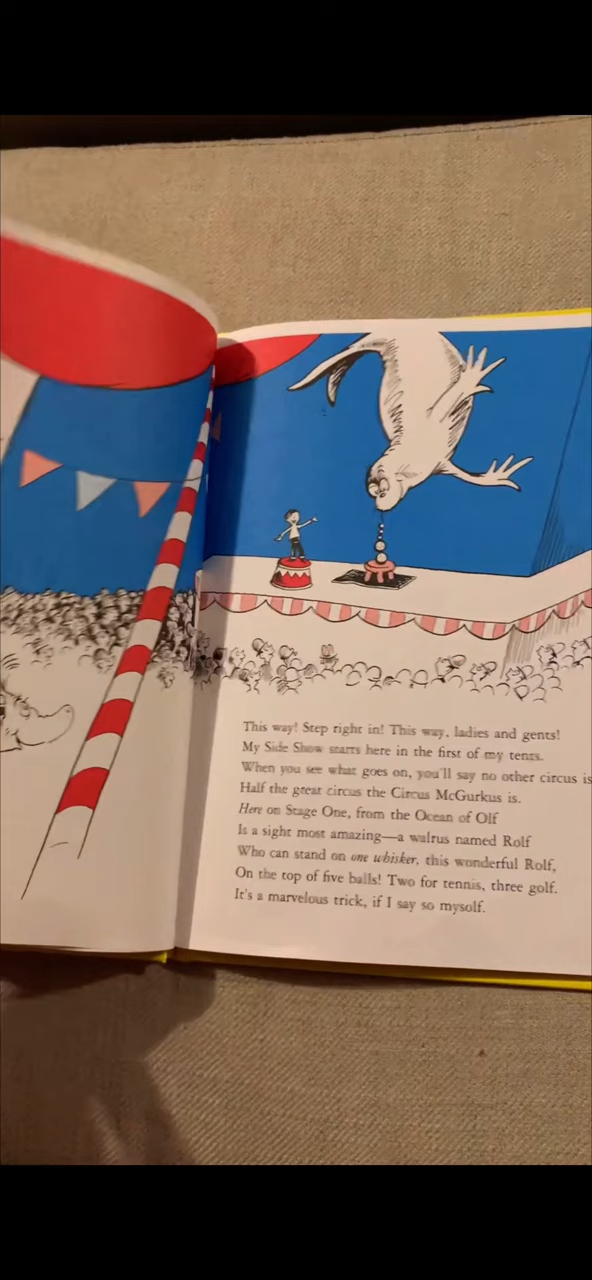 This way! Step right in! This way, ladies and gents!
My Side Show starts here in the first of my tents.
When you see what goes on, you'll say no other circus is
Half the great circus the Circus McGurkus is.
Here on Stage One, from the Ocean of Olf
Is a sight most amazing—a walrus named Rolf
Who can stand on one whisker, this wonderful Rolf,
On the top of five balls! Two for tennis, three golf.
It's a marvelous trick, if I say so mysolf.